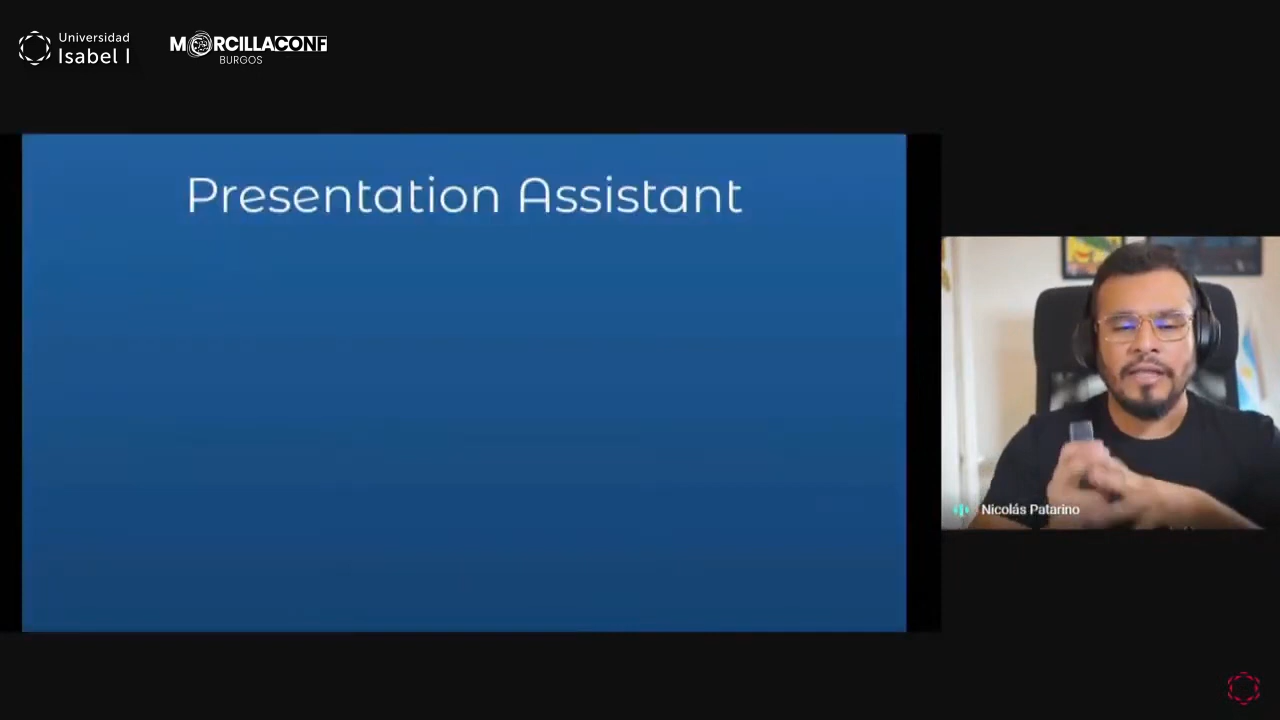 Universidad
Isabel I
MORCILLACONF
BURGOS
Presentation Assistant
Nicolás Patarino